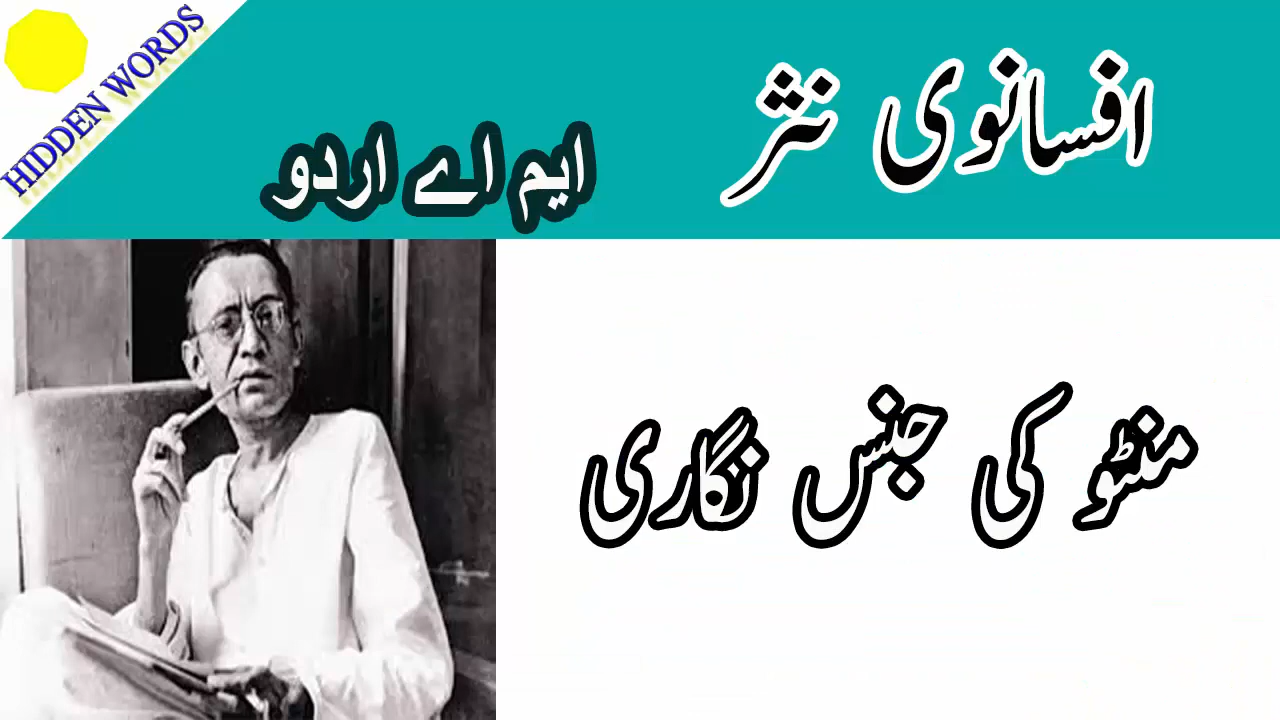 HIDDEN WORDS
افسانوی نثر
ایم اے اردو
منٹو کی جنس نگاری